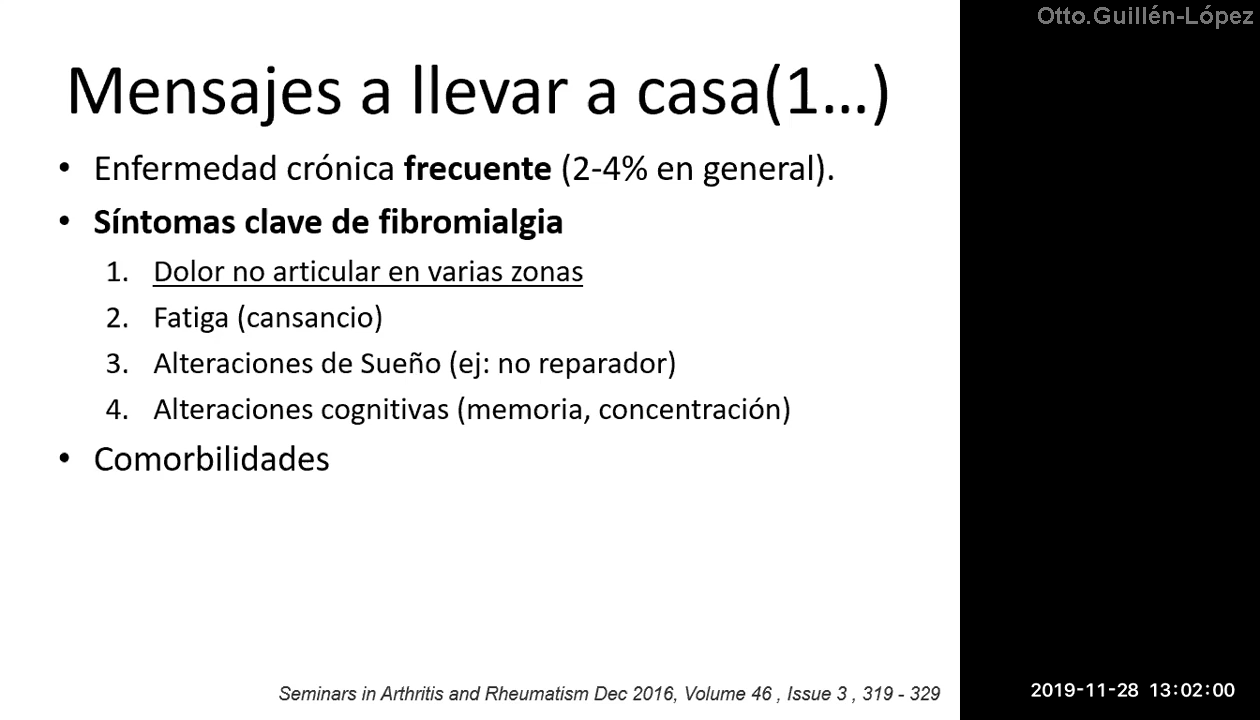 Otto.Guillén-López
Mensajes a llevar a casa(1...)
• Enfermedad crónica frecuente (2-4% en general).
• Síntomas clave de fibromialgia
1. Dolor no articular en varias zonas
2. Fatiga (cansancio)
3. Alteraciones de Sueño (ej: no reparador)
4. Alteraciones cognitivas (memoria, concentración)
• Comorbilidades
Seminars in Arthritis and Rheumatism Dec 2016, Volume 46 , Issue 3 , 319 - 329
2019-11-28 13:02:00